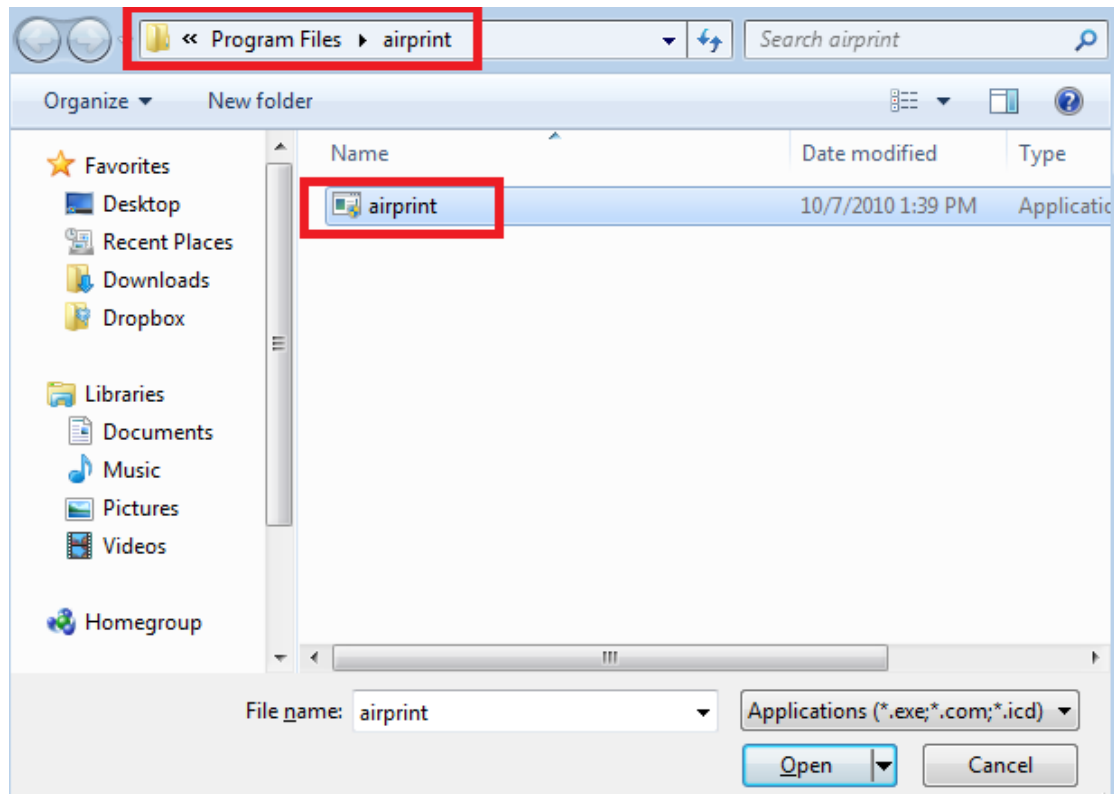 « Program Files ▸ airprint
Search airprint
Organize
New folder
Name
Date modified
Type
Favorites
Desktop
Recent Places
Downloads
Dropbox
Libraries
Documents
Music
Pictures
Videos
Homegroup
airprint
10/7/2010 1:39 PM
Applicatio
File name:
airprint
Applications (*.exe;*.com;*.icd)
Open
Cancel